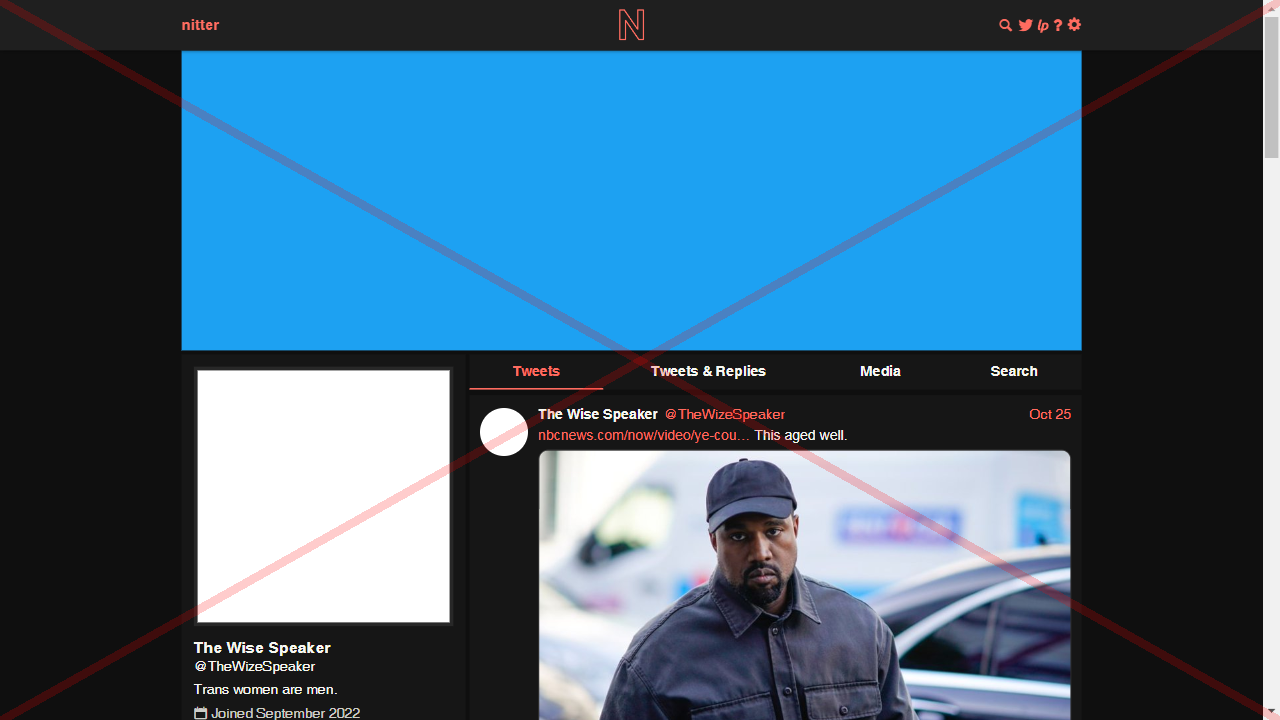 nitter
N
lp ?
Tweets
Tweets & Replies
Media
Search
The Wise Speaker @TheWizeSpeaker Oct 25
nbcnews.com/now/video/ye-cou… This aged well.
The Wise Speaker
@TheWizeSpeaker
Trans women are men.
Joined September 2022